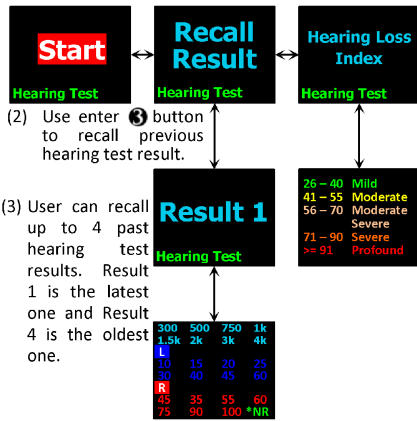 Start
Hearing Test
Recall
Result
Hearing Test
Hearing Loss
Index
Hearing Test
(2) Use enter 3 button
to recall previous
hearing test result.
26 – 40 Mild
41 – 55 Moderate
56 – 70 Moderate
Severe
71 – 90 Severe
>= 91 Profound
(3) User can recall
up to 4 past
hearing test
results. Result
1 is the latest
one and Result
4 is the oldest
one.
Result 1
Hearing Test
300 500 750 1k
1.5k 2k 3k 4k
L
10 15 20 25
30 40 45 60
R
45 35 55 60
75 90 100 *NR